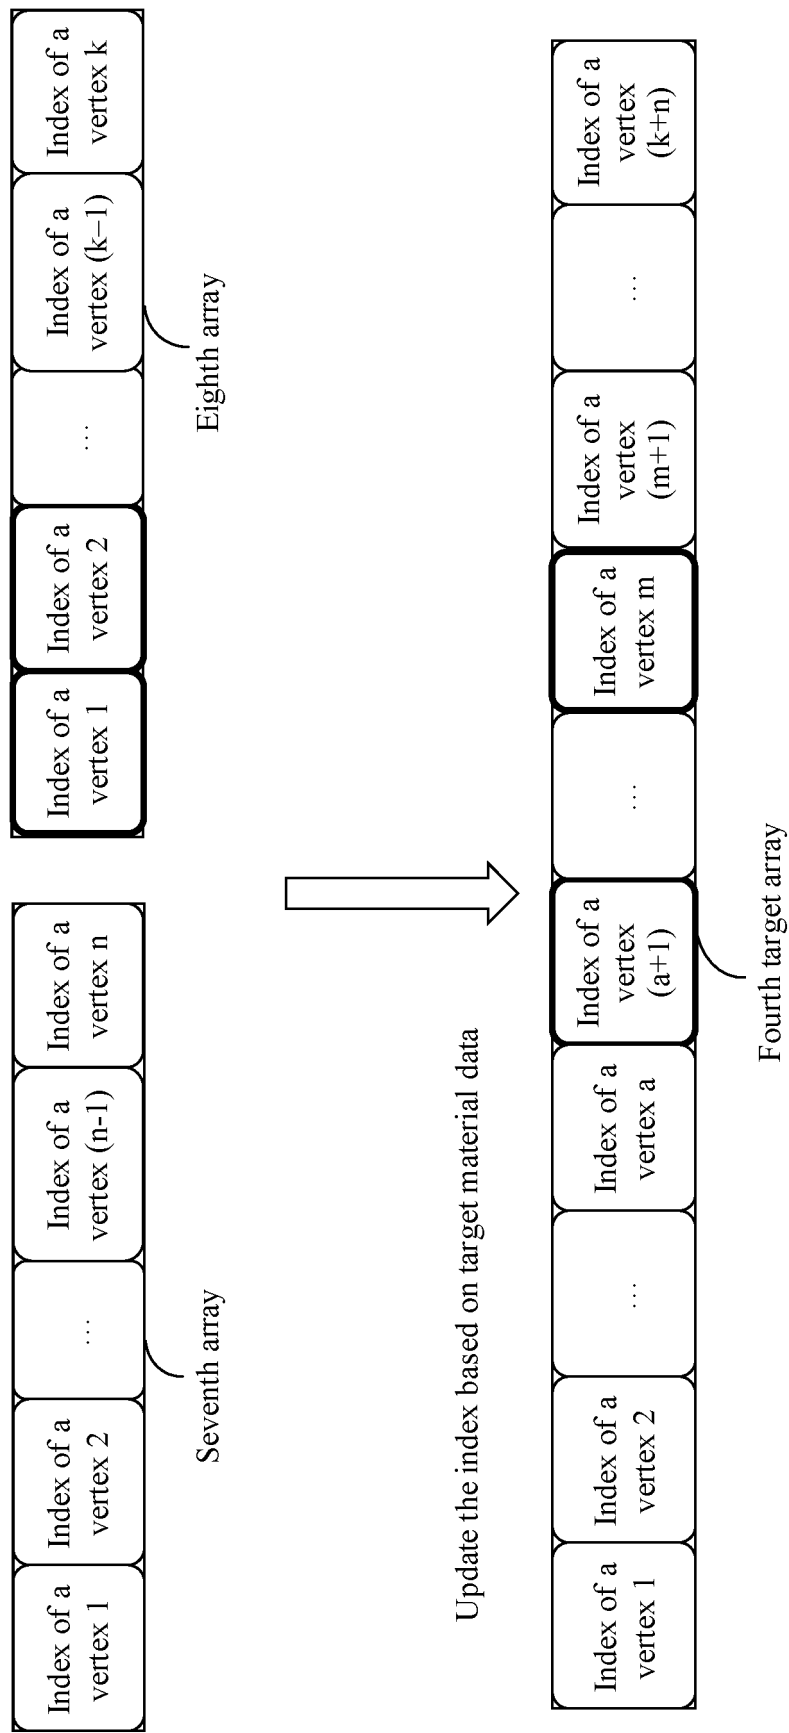 Index of a
vertex 1
Index of a
vertex 2
...
Index of a
vertex (n-1)
Index of a
vertex n
Seventh array
Index of a
vertex 1
Index of a
vertex 2
...
Index of a
vertex (k−1)
Index of a
vertex k
Eighth array
Update the index based on target material data
Index of a
vertex 1
Index of a
vertex 2
...
Index of a
vertex a
Index of a
vertex
(a+1)
...
Index of a
vertex m
Index of a
vertex
(m+1)
...
Index of a
vertex
(k+n)
Fourth target array